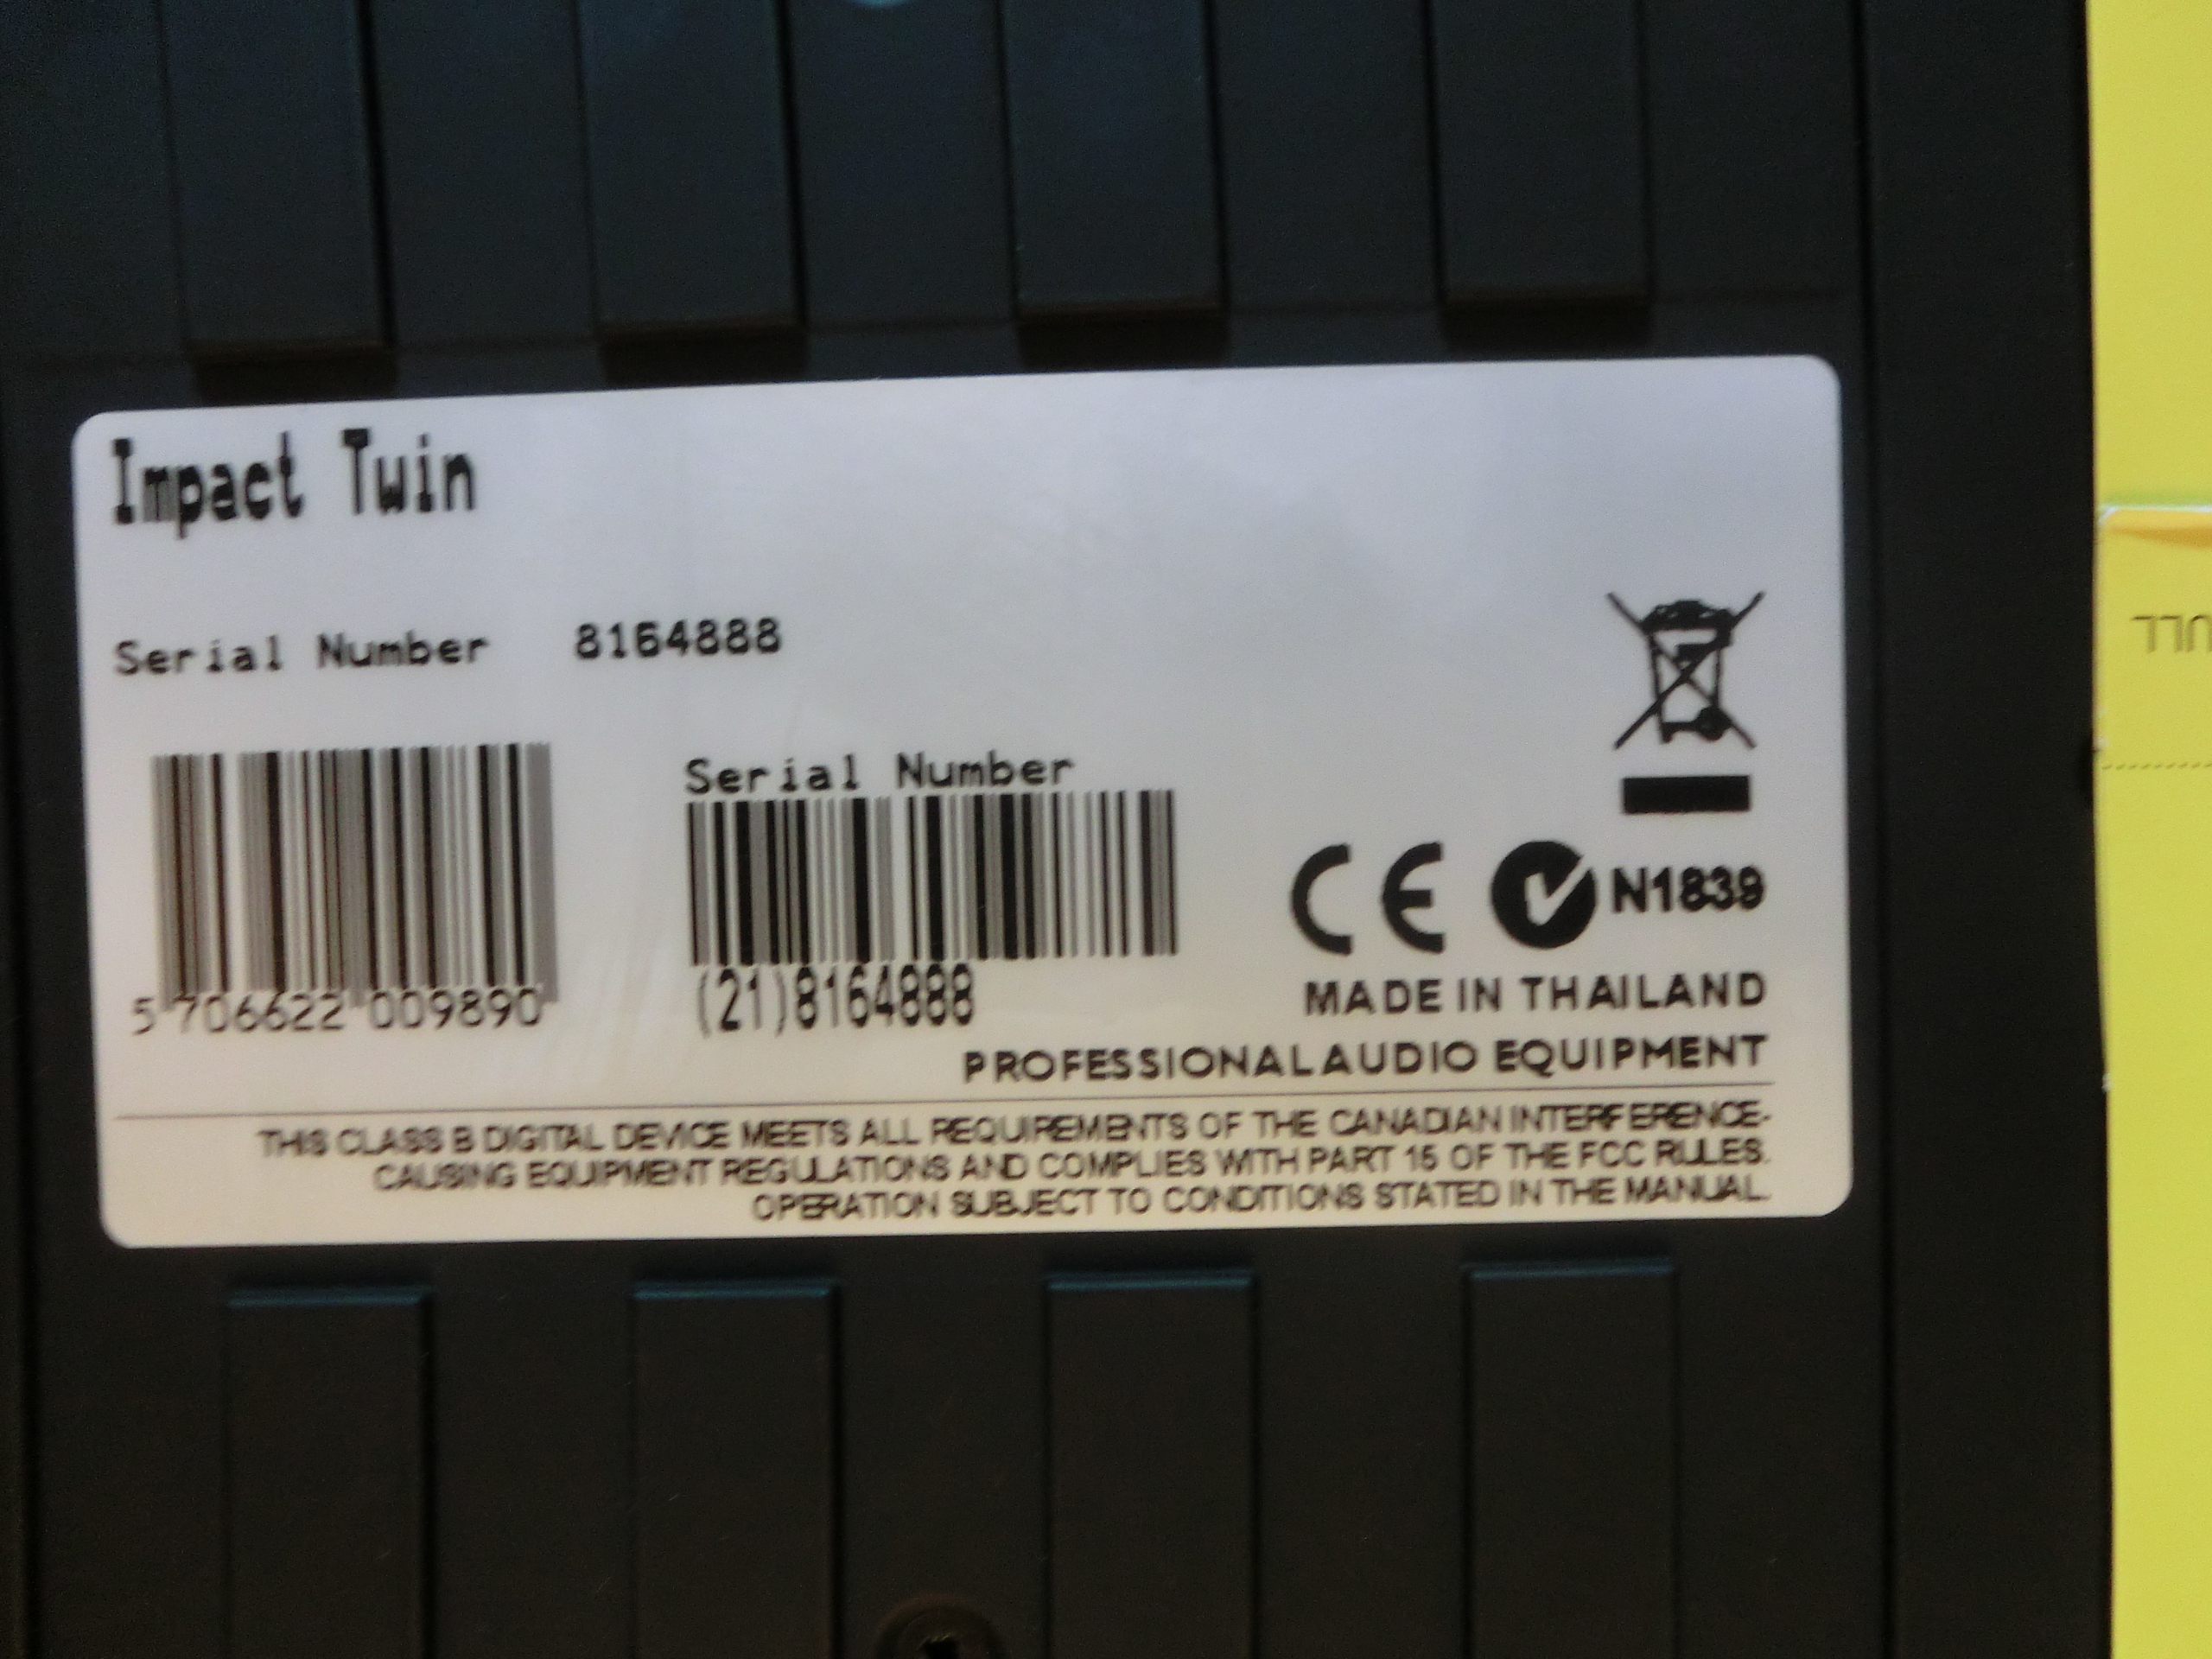 Impact Twin
Serial Number 8164888
Serial Number
5 706622 009890
(21)8164888
CE N1839
MADE IN THAILAND
PROFESSIONAL AUDIO EQUIPMENT
THIS CLASS B DIGITAL DEVICE MEETS ALL REQUIREMENTS OF THE CANADIAN INTERFERENCE-
CAUSING EQUIPMENT REGULATIONS AND COMPLIES WITH PART 15 OF THE FCC RULES.
OPERATION SUBJECT TO CONDITIONS STATED IN THE MANUAL.